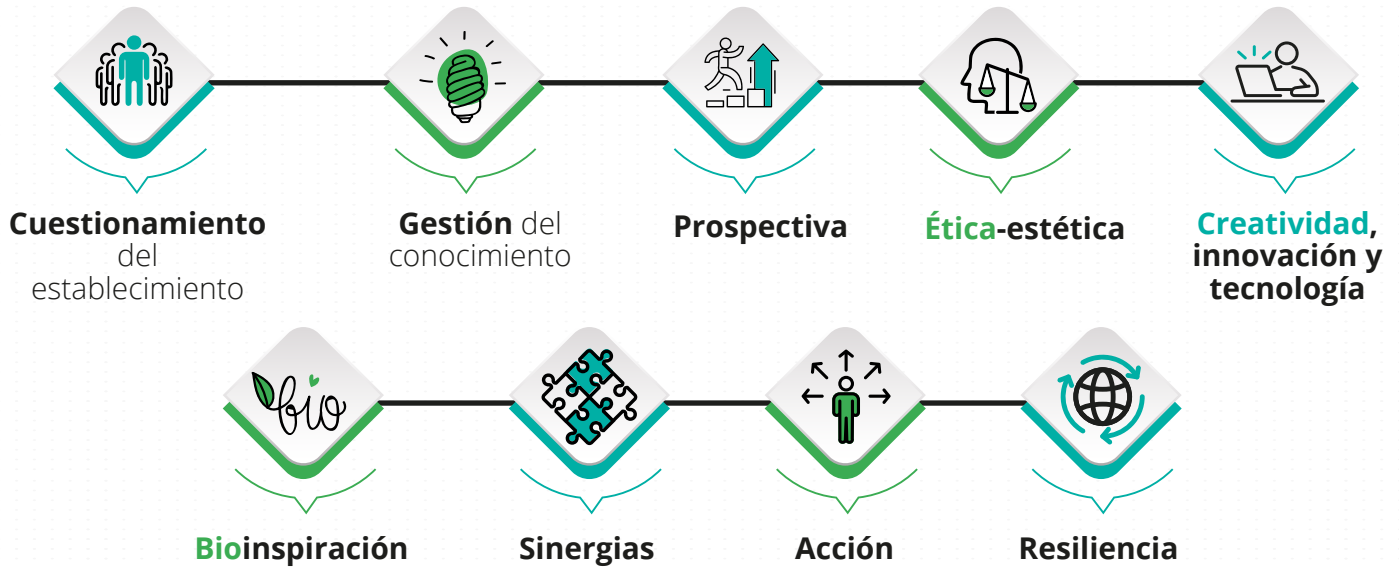 Cuestionamiento
del
establecimiento
Gestión del
conocimiento
Prospectiva
Ética-estética
Creatividad,
innovación y
tecnología
bio
Bioinspiración
Sinergias
Acción
Resiliencia